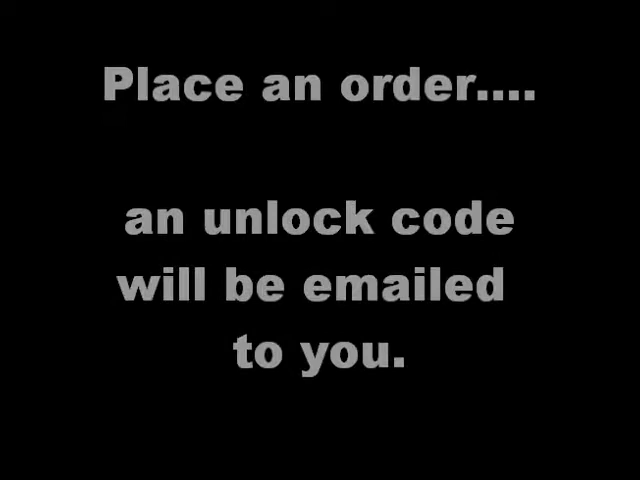 Place an order....
an unlock code
will be emailed
to you.